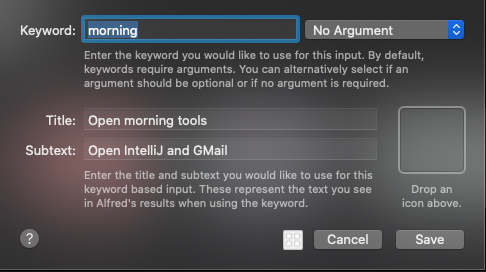 Keyword: morning No Argument
Enter the keyword you would like to use for this input. By default,
keywords require arguments. You can alternatively select if an
argument should be optional or if no argument is required.
Title: Open morning tools
Subtext: Open IntelliJ and GMail
Enter the title and subtext you would like to use for this
keyword based input. These represent the text you see
in Alfred's results when using the keyword.
Drop an
icon above.
? Cancel Save